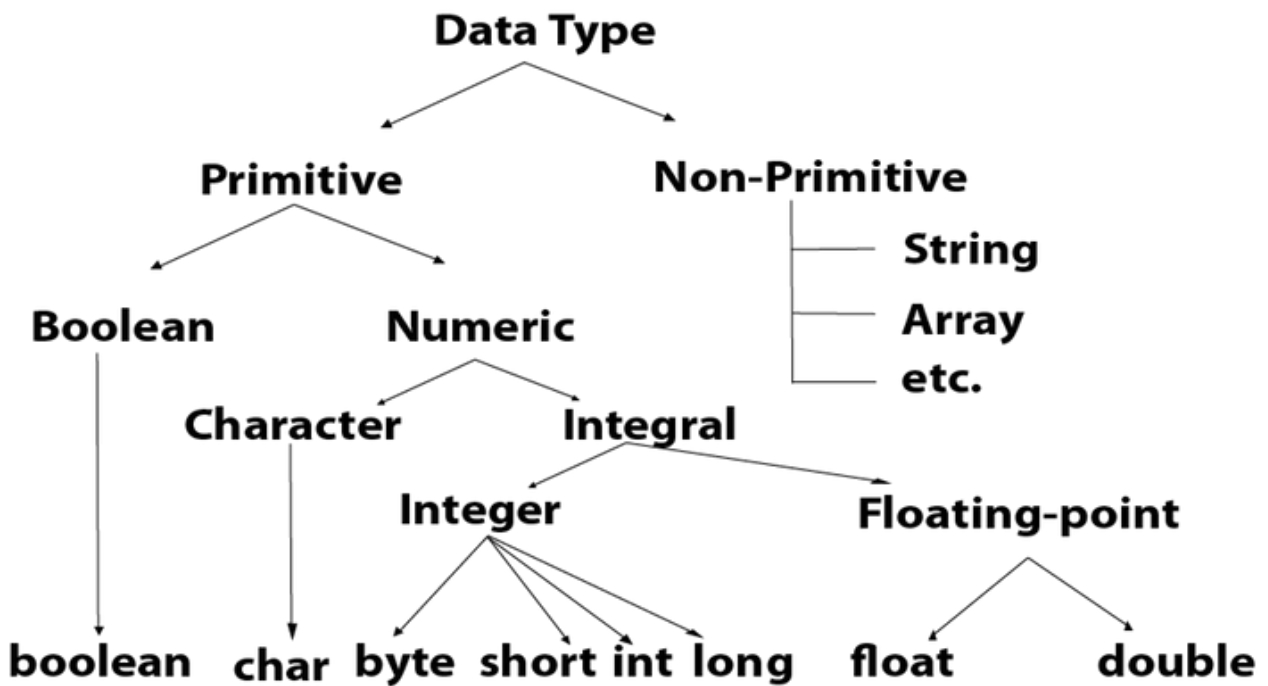 Data Type
Primitive
Non-Primitive
String
Array
etc.
Boolean
Numeric
Character
Integral
Integer
Floating-point
boolean
char
byte
short
int
long
float
double